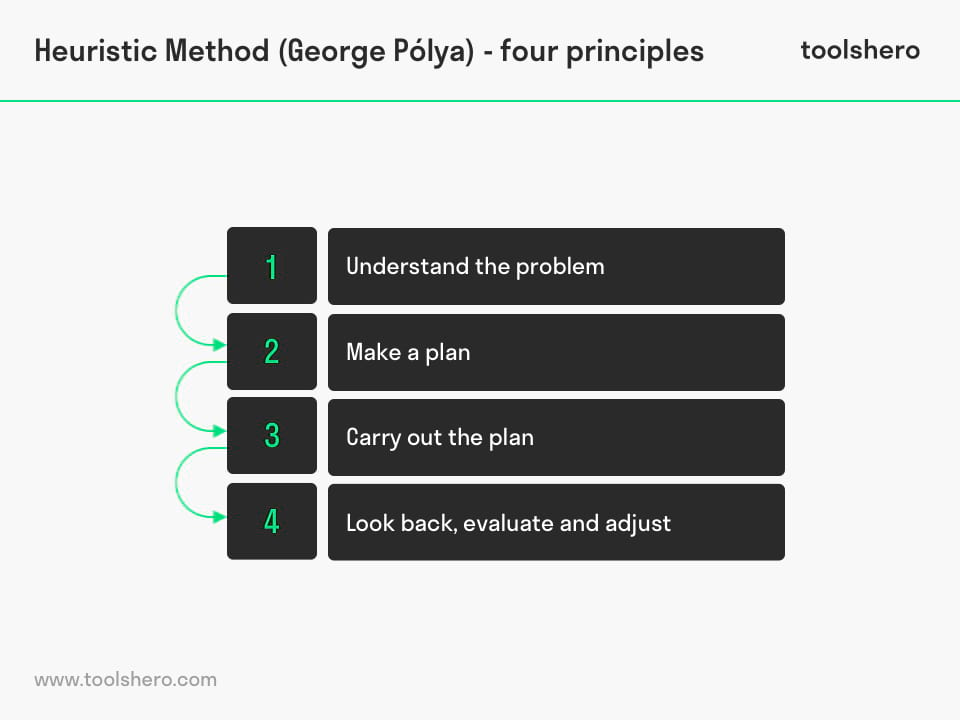 Heuristic Method (George Pólya) - four principles
toolshero
1
Understand the problem
2
Make a plan
3
Carry out the plan
4
Look back, evaluate and adjust
www.toolshero.com